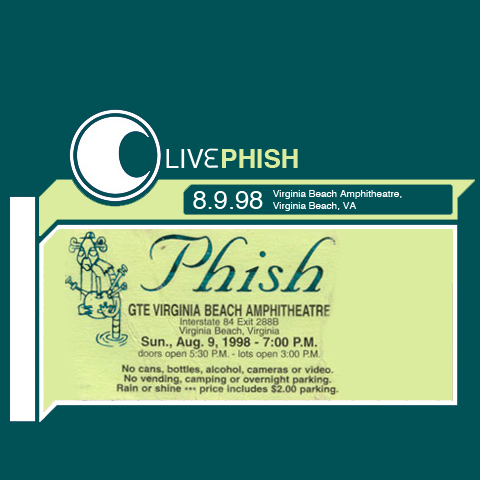 LIVEPHISH
8.9.98
Virginia Beach Amphitheatre,
Virginia Beach, VA
Phish
GTE VIRGINIA BEACH AMPHITHEATRE
Interstate 84 Exit 288B
Virginia Beach, Virginia
Sun., Aug. 9, 1998 - 7:00 P.M.
doors open 5:30 P.M. - lots open 3:00 P.M.
No cans, bottles, alcohol, cameras or video.
No vending, camping or overnight parking.
Rain or shine *** price includes $2.00 parking.